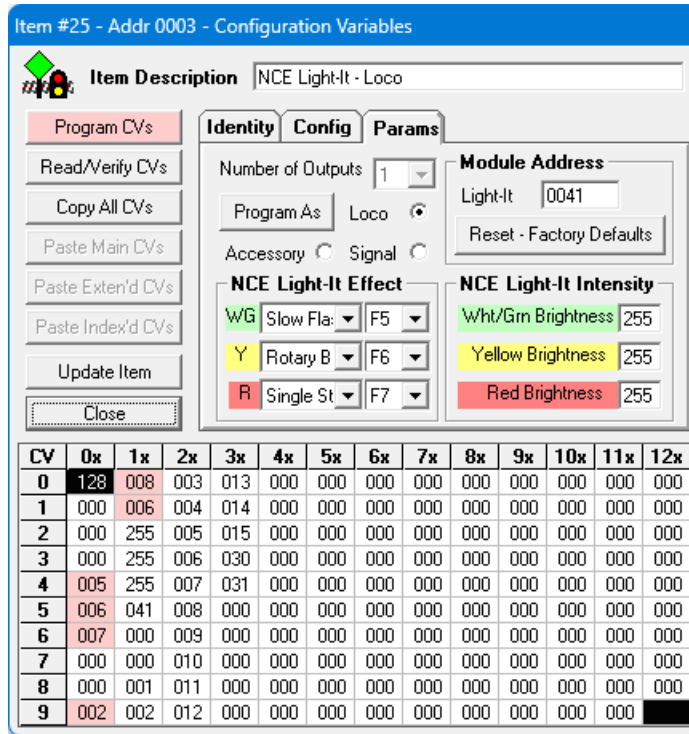 Item #25 - Addr 0003 - Configuration Variables
Item Description NCE Light-It - Loco
Program CVs
Read/Verify CVs
Copy All CVs
Paste Main CVs
Paste Exten'd CVs
Paste Index'd CVs
Update Item
Close
Identity Config Params
Number of Outputs 1
Program As Loco
Accessory Signal
Module Address
Light-It 0041
Reset - Factory Defaults
NCE Light-It Effect
WG Slow Fla: F5
Y Rotary B F6
R Single St F7
NCE Light-It Intensity
Wht/Grn Brightness 255
Yellow Brightness 255
Red Brightness 255
CV 0x 1x 2x 3x 4x 5x 6x 7x 8x 9x 10x 11x 12x
0 128 008 003 013 000 000 000 000 000 000 000 000 000
1 000 006 004 014 000 000 000 000 000 000 000 000 000
2 000 255 005 015 000 000 000 000 000 000 000 000 000
3 000 255 006 030 000 000 000 000 000 000 000 000 000
4 005 255 007 031 000 000 000 000 000 000 000 000 000
5 006 041 008 000 000 000 000 000 000 000 000 000 000
6 007 000 009 000 000 000 000 000 000 000 000 000 000
7 000 000 010 000 000 000 000 000 000 000 000 000 000
8 000 001 011 000 000 000 000 000 000 000 000 000 000
9 002 002 012 000 000 000 000 000 000 000 000 000